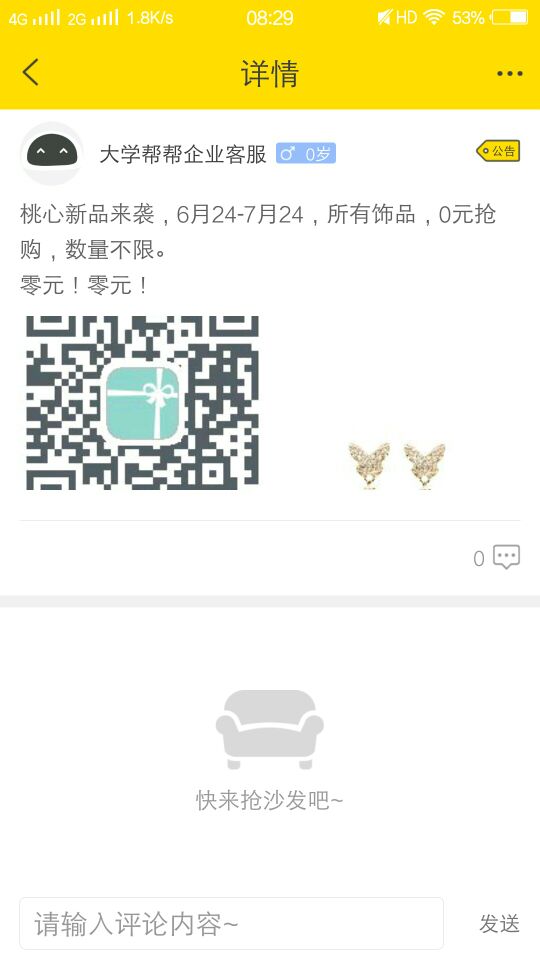 4G 2G 1.8K/s 08:29 HD 53%
详情
大学帮帮企业客服 ♂ 0岁 公告
桃心新品来袭，6月24-7月24，所有饰品，0元抢
购，数量不限。
零元！零元！
0
快来抢沙发吧~
请输入评论内容~ 发送